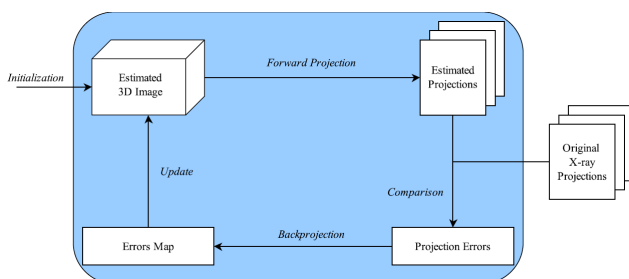 Initialization
Estimated
3D Image
Forward Projection
Estimated
Projections
Original
X-ray
Projections
Update
Comparison
Errors Map
Backprojection
Projection Errors